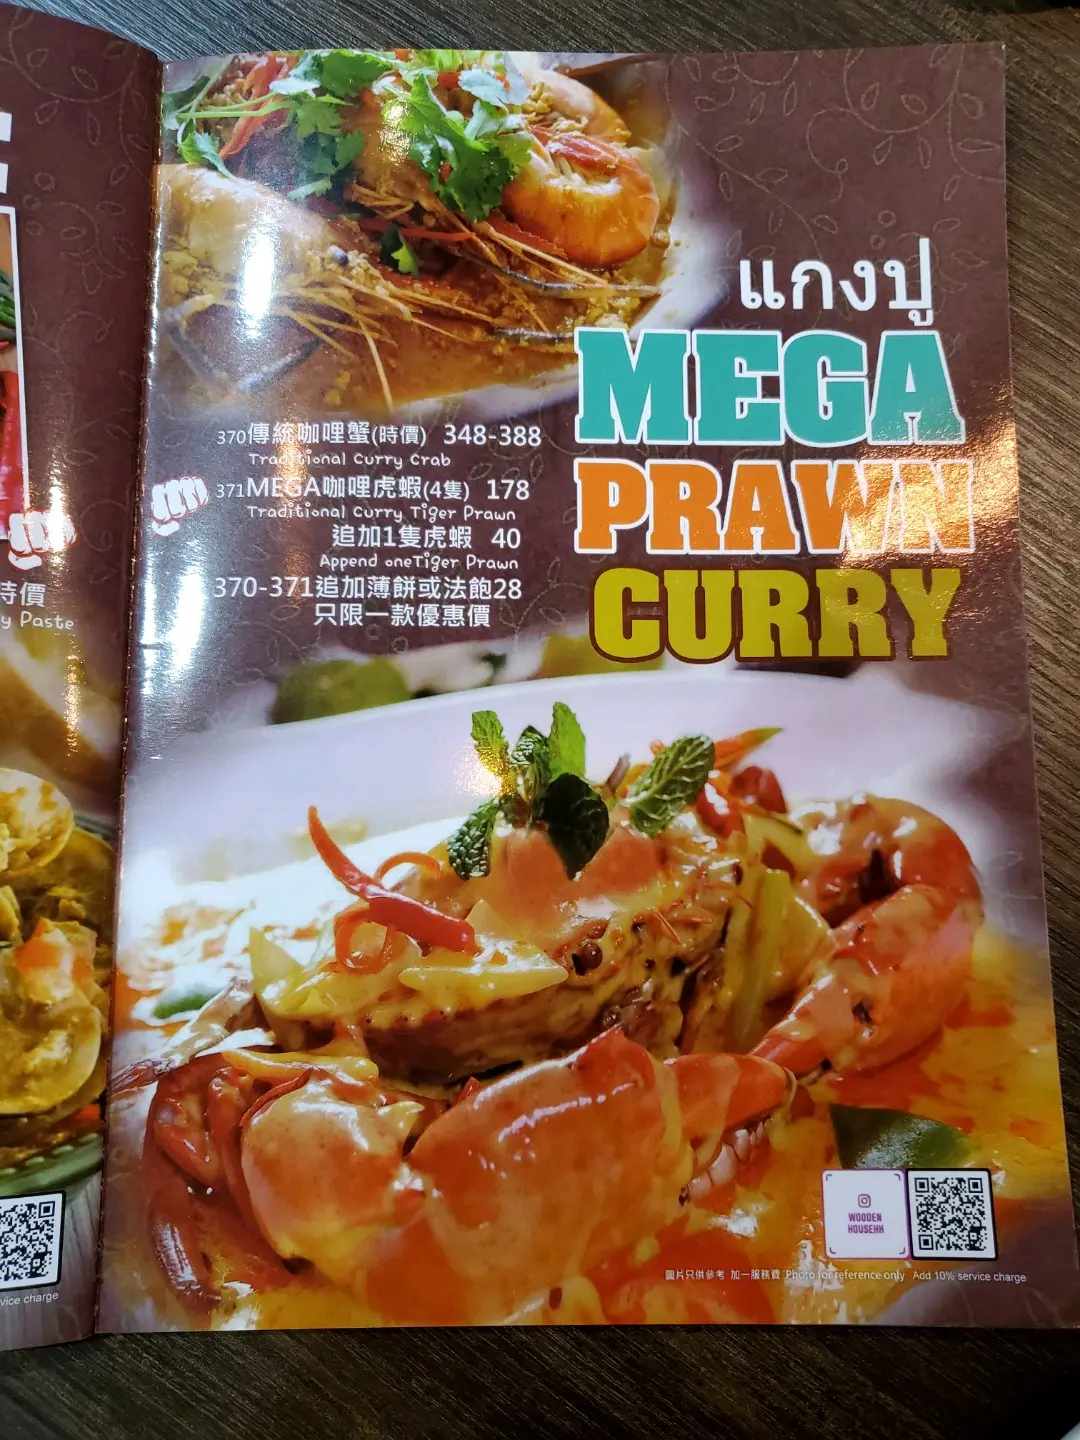 แกงปู
MEGA
PRAWN
CURRY
370傳統咖哩蟹(時價) 348-388
Traditional Curry Crab
371MEGA咖哩虎蝦(4隻) 178
Traditional Curry Tiger Prawn
追加1隻虎蝦 40
Append oneTiger Prawn
370-371追加薄餅或法飽28
只限一款優惠價
時價
y Paste
WOODEN
HOUSEHK
圖片只供參考 加一服務費 Photo for reference only Add 10% service charge
vice charge